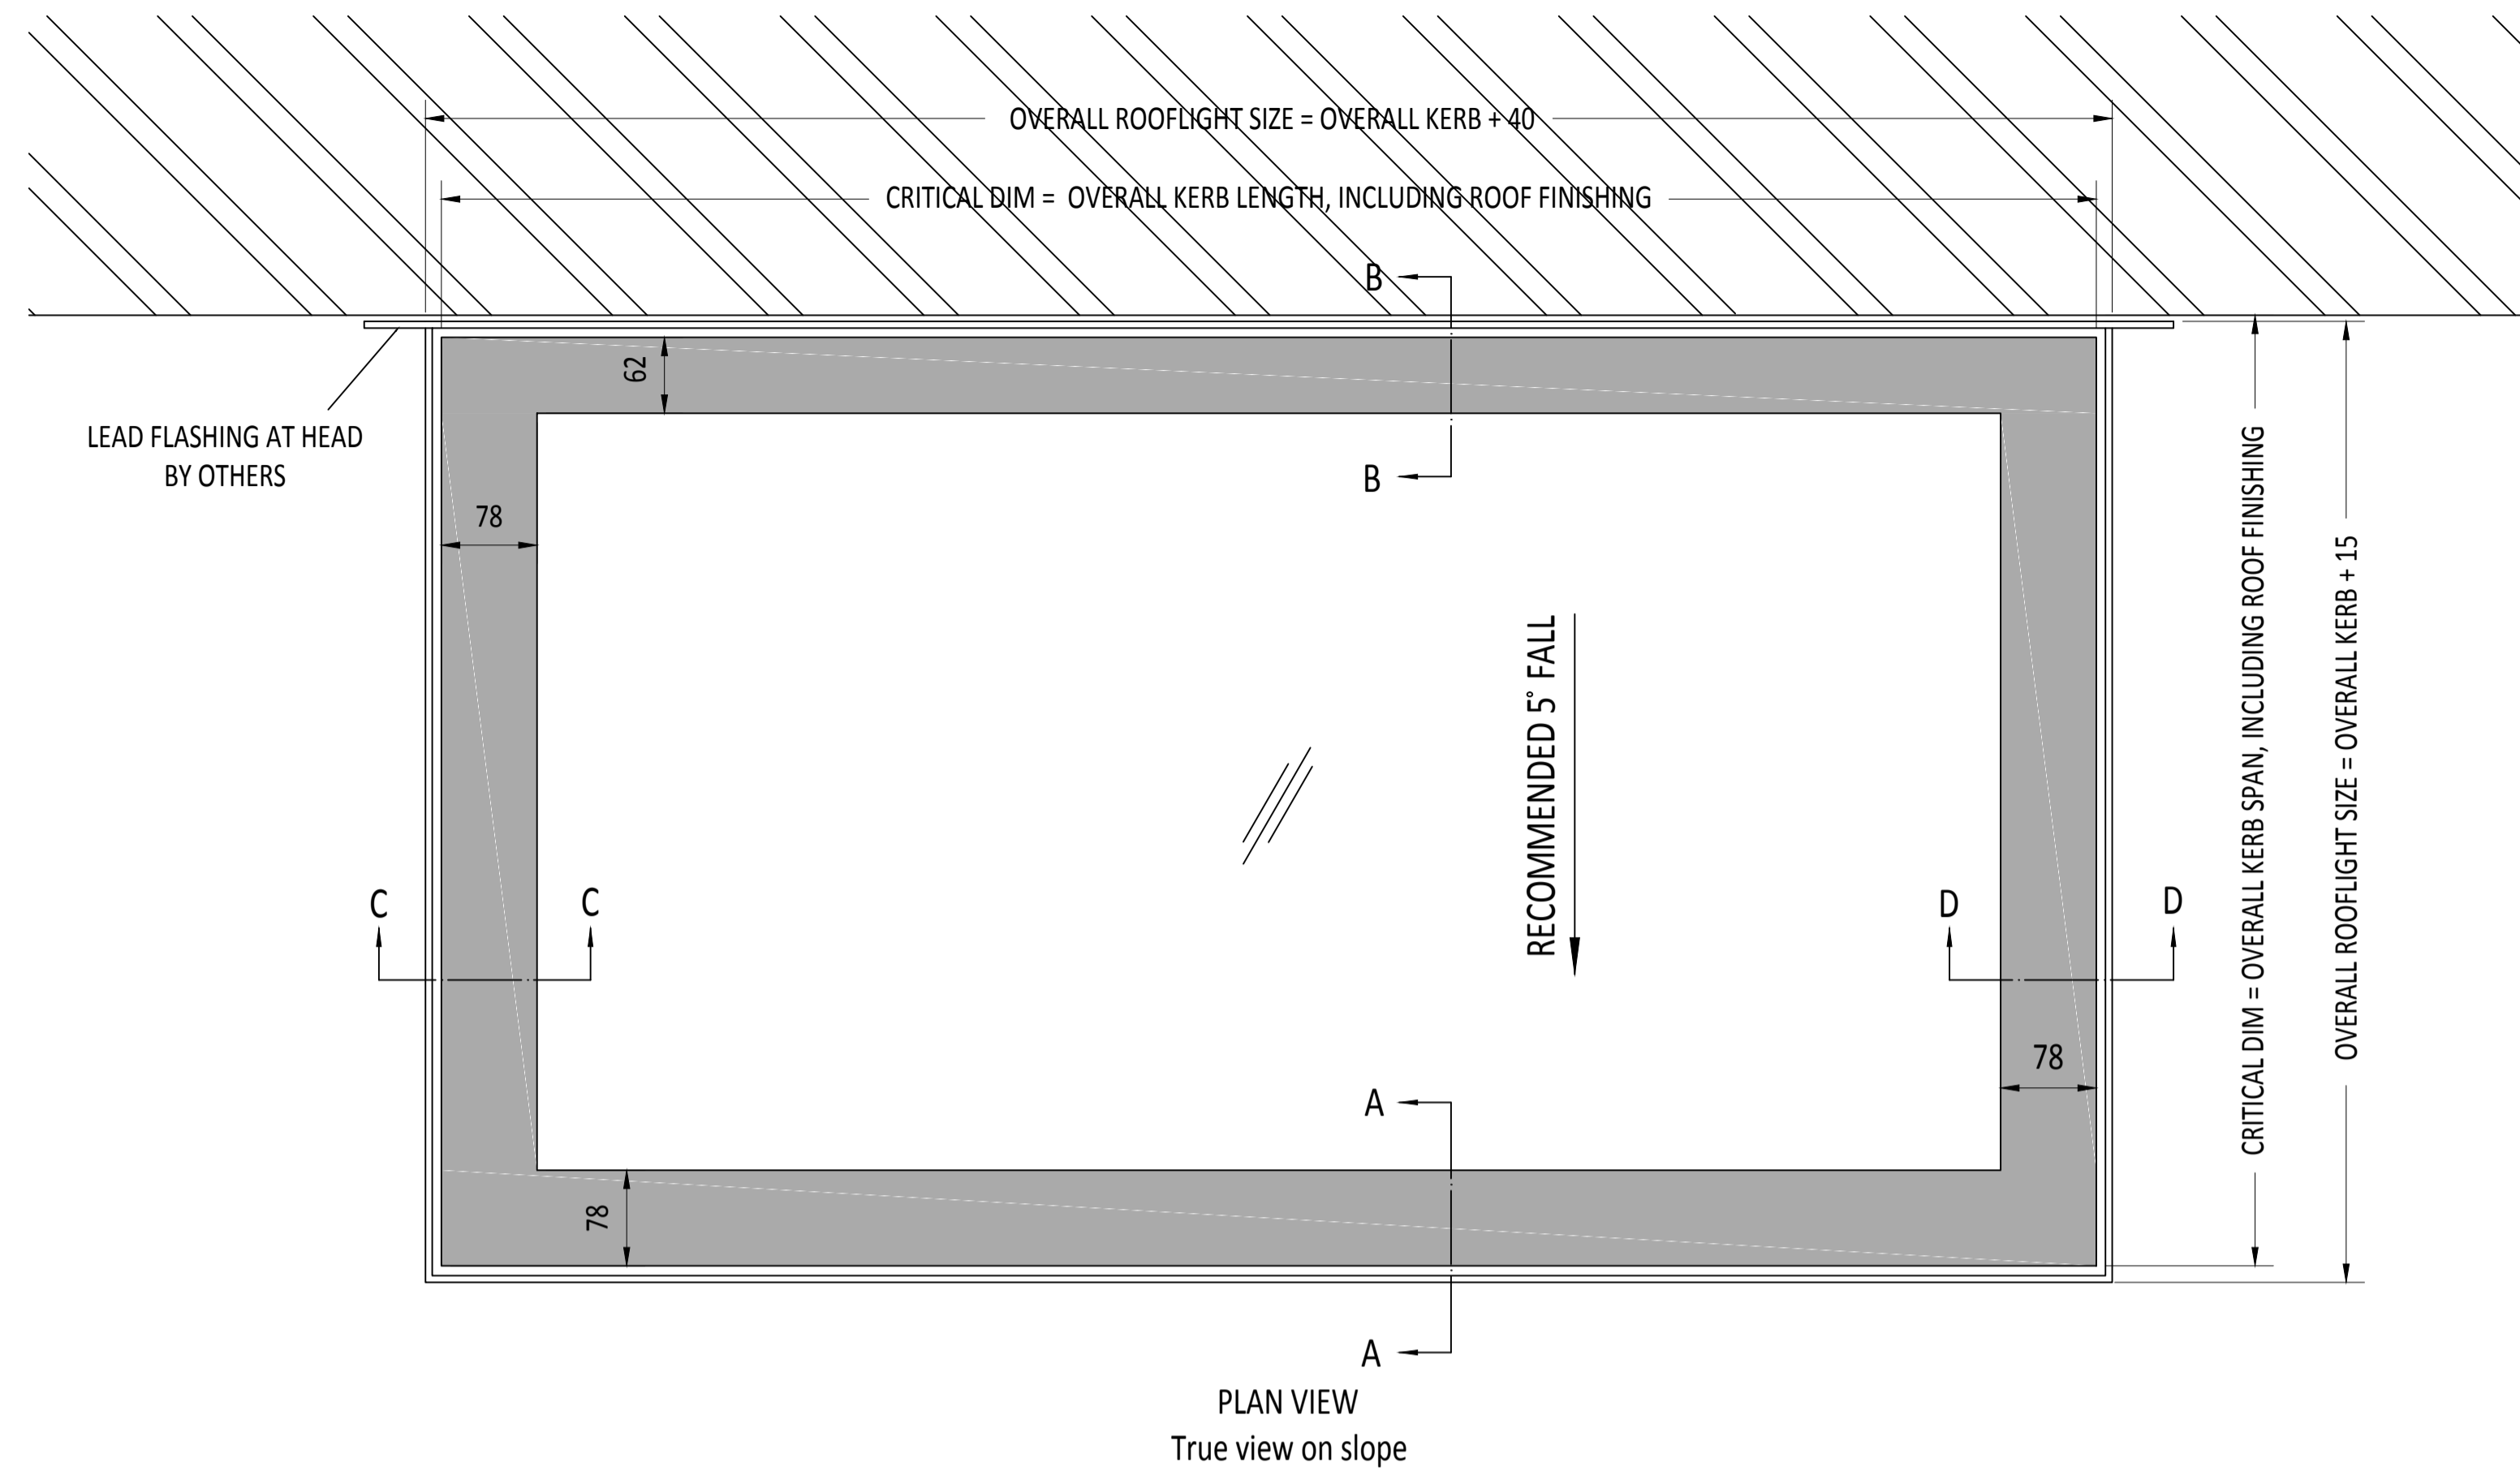 OVERALL ROOFLIGHT SIZE = OVERALL KERB + 40
CRITICAL DIM = OVERALL KERB LENGTH, INCLUDING ROOF FINISHING
B
62
LEAD FLASHING AT HEAD
BY OTHERS
B
78
RECOMMENDED 5° FALL
CRITICAL DIM = OVERALL KERB SPAN, INCLUDING ROOF FINISHING
OVERALL ROOFLIGHT SIZE = OVERALL KERB + 15
C
C
D
D
78
A
78
A
PLAN VIEW
True view on slope